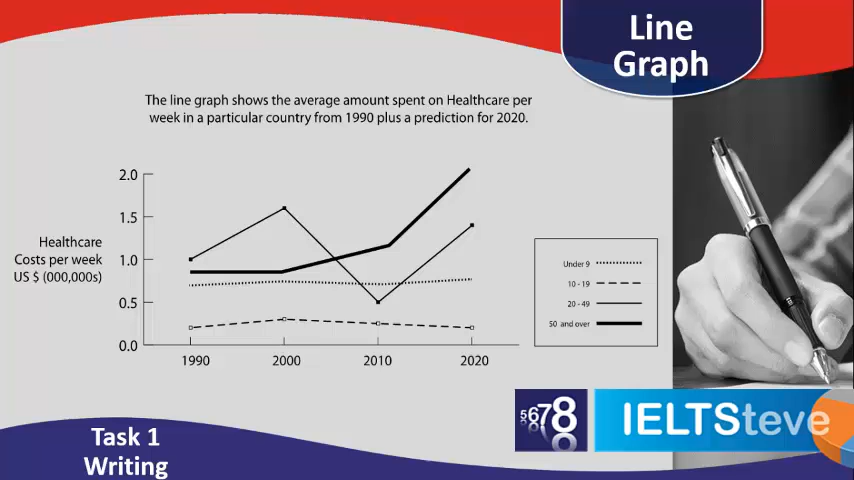 Line
Graph
The line graph shows the average amount spent on Healthcare per
week in a particular country from 1990 plus a prediction for 2020.
2.0
1.5
Healthcare
Costs per week
US $ (000,000s)
1.0
0.5
0.0
1990 2000 2010 2020
Under 9
10 - 19
20 - 49
50 and over
5678
IELTSteve
Task 1
Writing